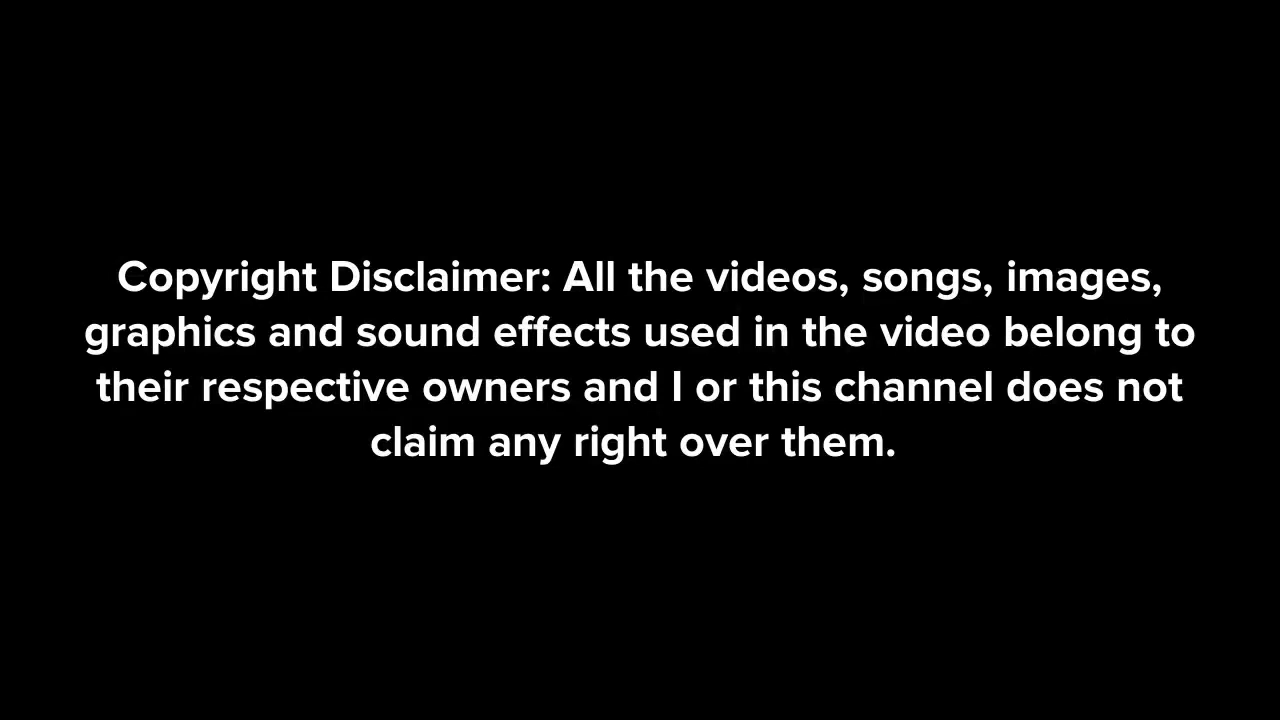 Copyright Disclaimer: All the videos, songs, images,
graphics and sound effects used in the video belong to
their respective owners and I or this channel does not
claim any right over them.